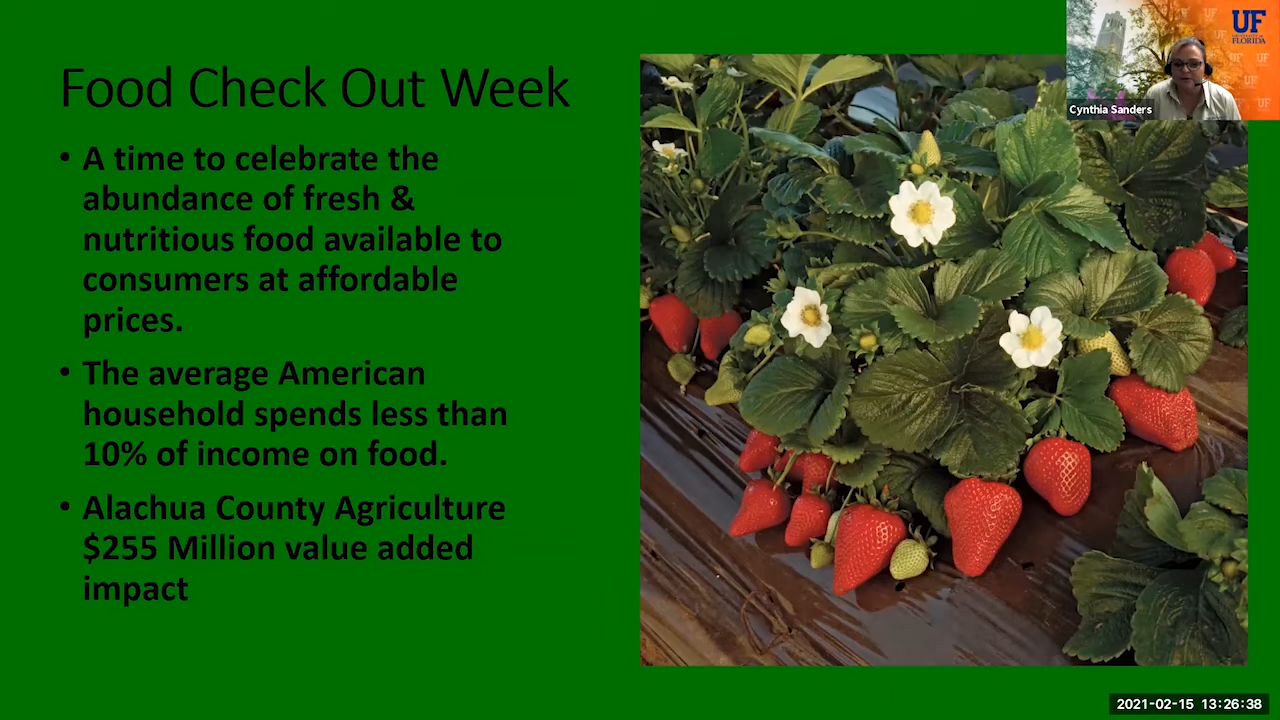 Food Check Out Week
• A time to celebrate the
abundance of fresh &
nutritious food available to
consumers at affordable
prices.
• The average American
household spends less than
10% of income on food.
• Alachua County Agriculture
$255 Million value added
impact
UF
Cynthia Sanders
2021-02-15 13:26:38